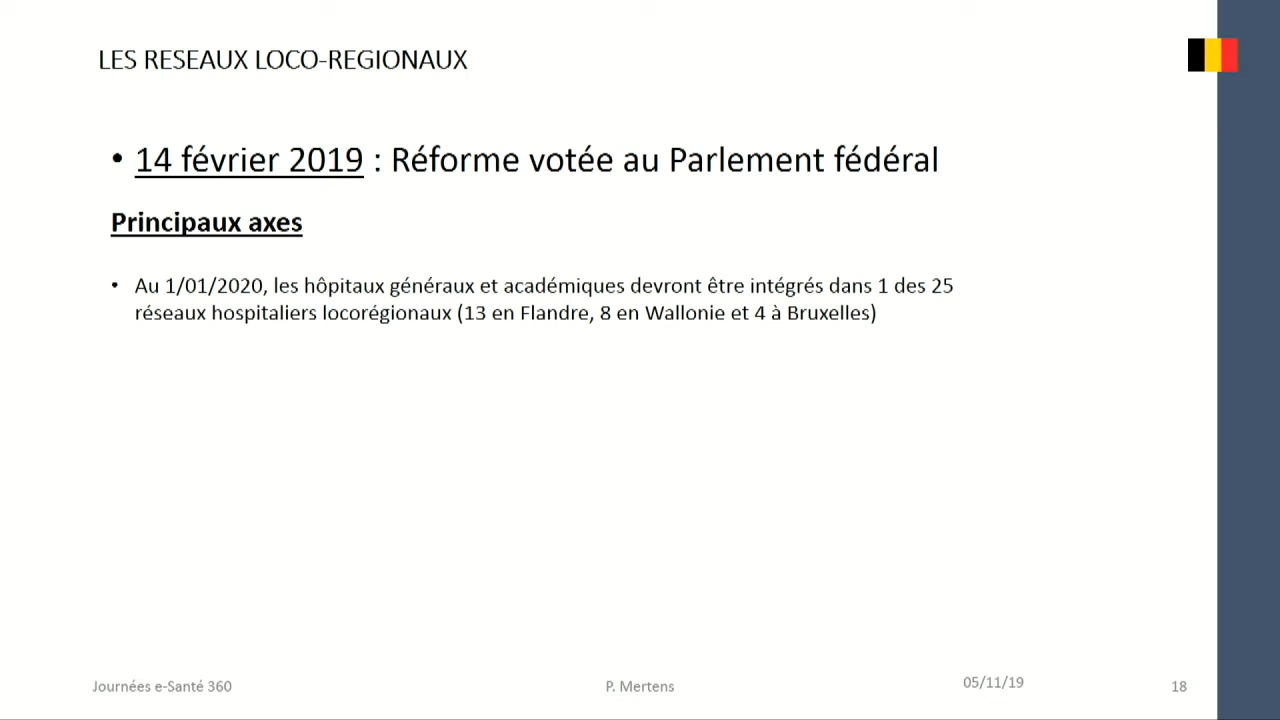 LES RESEAUX LOCO-REGIONAUX
• 14 février 2019 : Réforme votée au Parlement fédéral
Principaux axes
• Au 1/01/2020, les hôpitaux généraux et académiques devront être intégrés dans 1 des 25
réseaux hospitaliers locorégionaux (13 en Flandre, 8 en Wallonie et 4 à Bruxelles)
Journées e-Santé 360
P. Mertens
05/11/19
18